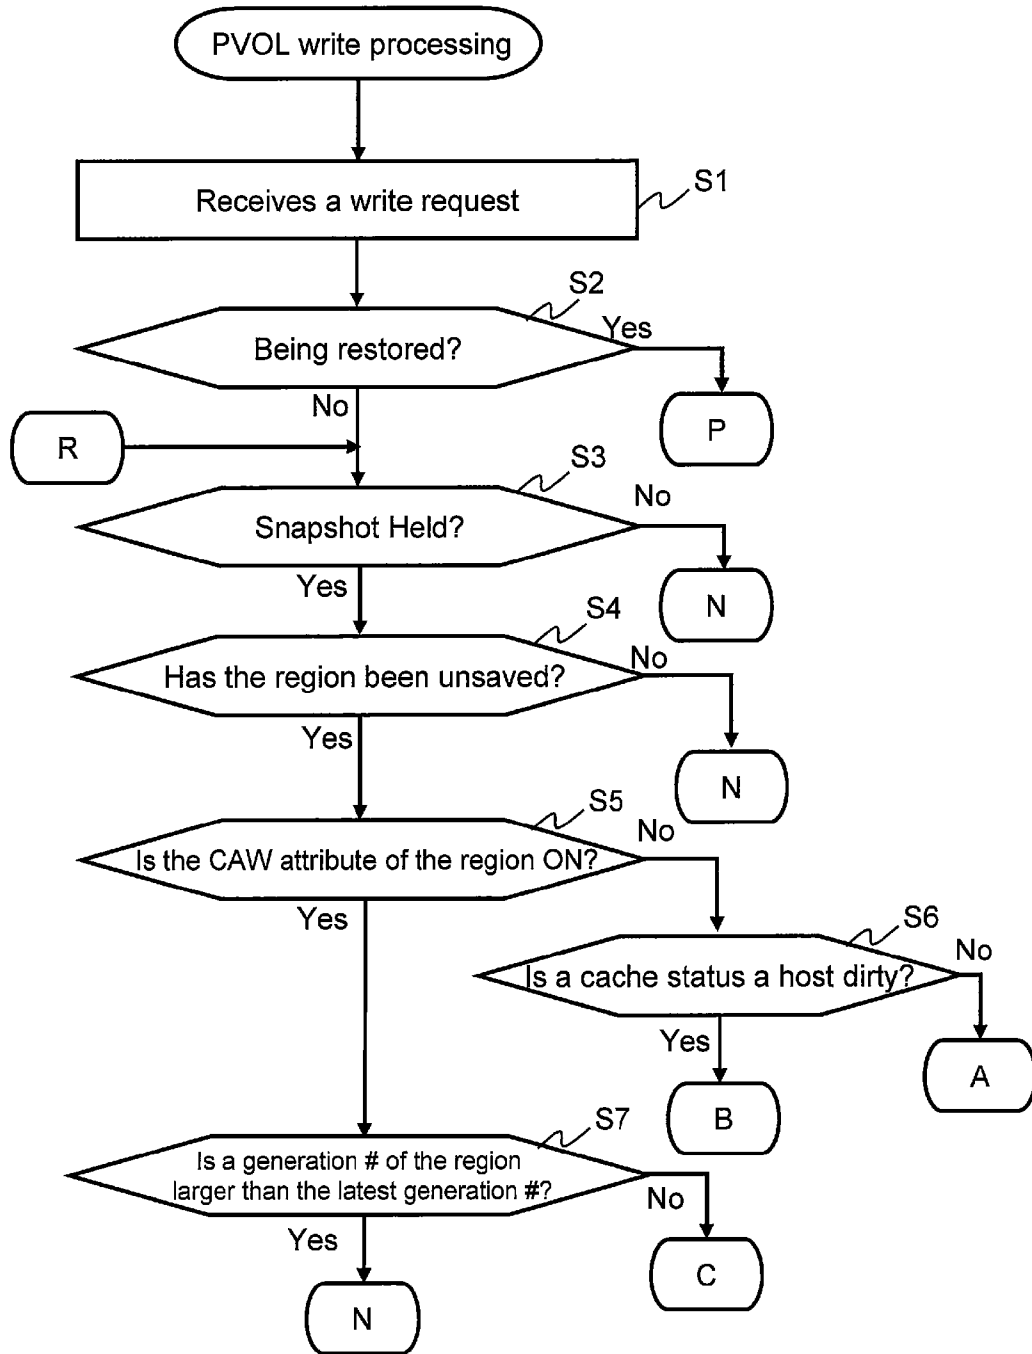 PVOL write processing
Receives a write request
S1
S2
Being restored?
Yes
No
P
R
S3
Snapshot Held?
No
Yes
N
S4
Has the region been unsaved?
No
Yes
N
S5
Is the CAW attribute of the region ON?
No
Yes
S6
Is a cache status a host dirty?
No
Yes
A
B
S7
Is a generation # of the region
larger than the latest generation #?
No
Yes
C
N